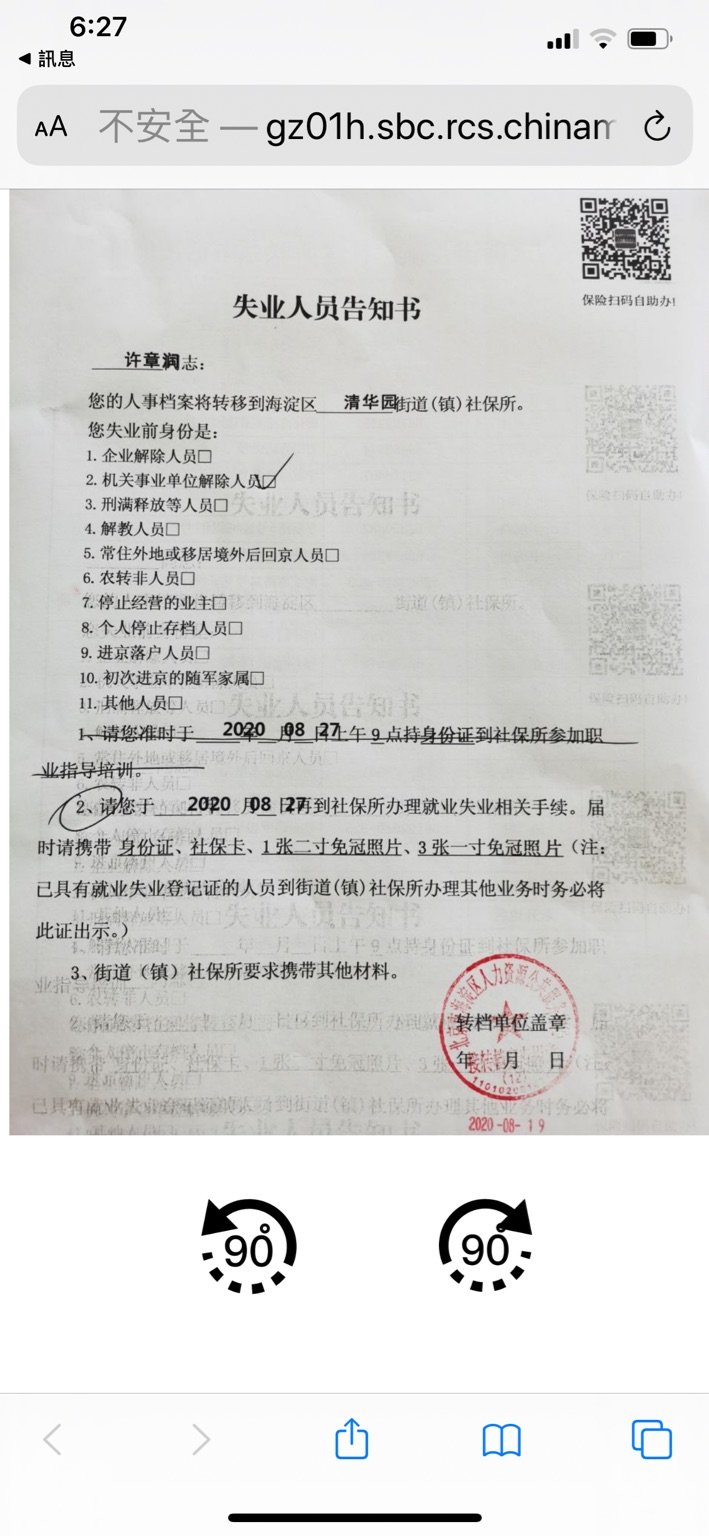 6:27
◀ 訊息
AA 不安全 — gz01h.sbc.rcs.chinam
保险扫码自助办!
失业人员告知书
许章润志：
您的人事档案将转移到海淀区 清华园街道(镇)社保所。
您失业前身份是：
1. 企业解除人员□
2. 机关事业单位解除人员□
3. 刑满释放等人员□
4. 解教人员□
5. 常住外地或移居境外后回京人员□
6. 农转非人员□
7. 停止经营的业主□
8. 个人停止存档人员□
9. 进京落户人员□
10. 初次进京的随军家属□
11. 其他人员□
1、请您准时于 2020 年 08 月 27 日上午 9 点持身份证到社保所参加职
业指导培训。
2、请您于 2020 年 08 月 27 日再到社保所办理就业失业相关手续。届
时请携带 身份证、社保卡、1 张二寸免冠照片、3 张一寸免冠照片（注：
已具有就业失业登记证的人员到街道(镇)社保所办理其他业务时务必将
此证出示。）
3、街道（镇）社保所要求携带其他材料。
转档单位盖章
年 月 日
(12)
2020-08-19
90°
90°